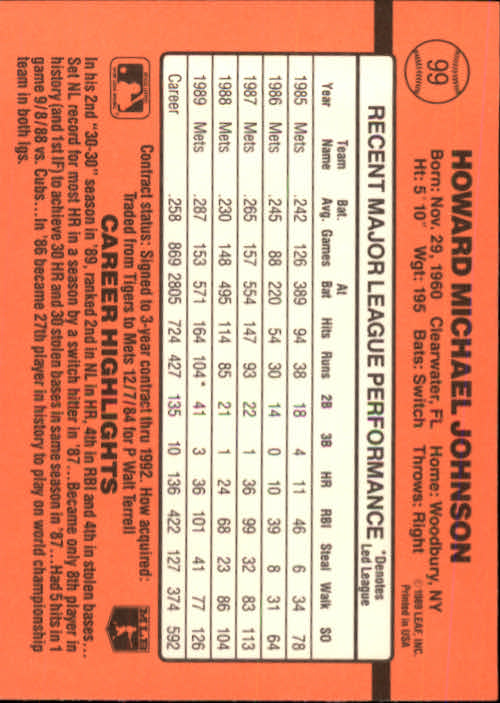 99
HOWARD MICHAEL JOHNSON
Born: Nov. 29, 1960 Clearwater, FL Home: Woodbury, NY
Ht: 5'10" Wgt: 195 Bats: Switch Throws: Right
© 1989 LEAF, INC.
Printed in USA
RECENT MAJOR LEAGUE PERFORMANCE
*Denotes
Led League
Team Bat. At
Year Name Avg. Games Bat Hits Runs 2B 3B HR RBI Steal Walk SO
1985 Mets .242 126 389 94 38 18 4 11 46 6 34 78
1986 Mets .245 88 220 54 30 14 0 10 39 8 31 64
1987 Mets .265 157 554 147 93 22 1 36 99 32 83 113
1988 Mets .230 148 495 114 85 21 1 24 68 23 86 104
1989 Mets .287 153 571 164 104* 41 3 36 101 41 77 126
Career .258 869 2805 724 427 135 10 136 422 127 374 592
Contract status: Signed to 3-year contract thru 1992. How acquired:
Traded from Tigers to Mets 12/7/84 for P Walt Terrell
CAREER HIGHLIGHTS
MLB
In his 2nd "30-30" season in '89, ranked 2nd in NL in HR, 4th in RBI and 4th in stolen bases...
Set NL record for most HR in a season by a switch hitter in '87...Became only 8th player in
history (and 1st IF) to achieve 30 HR and 30 stolen bases in same season in '87...Had 5 hits in 1
game 9/8/88 vs. Cubs...In '86 became 27th player in history to play on world championship
team in both lgs.